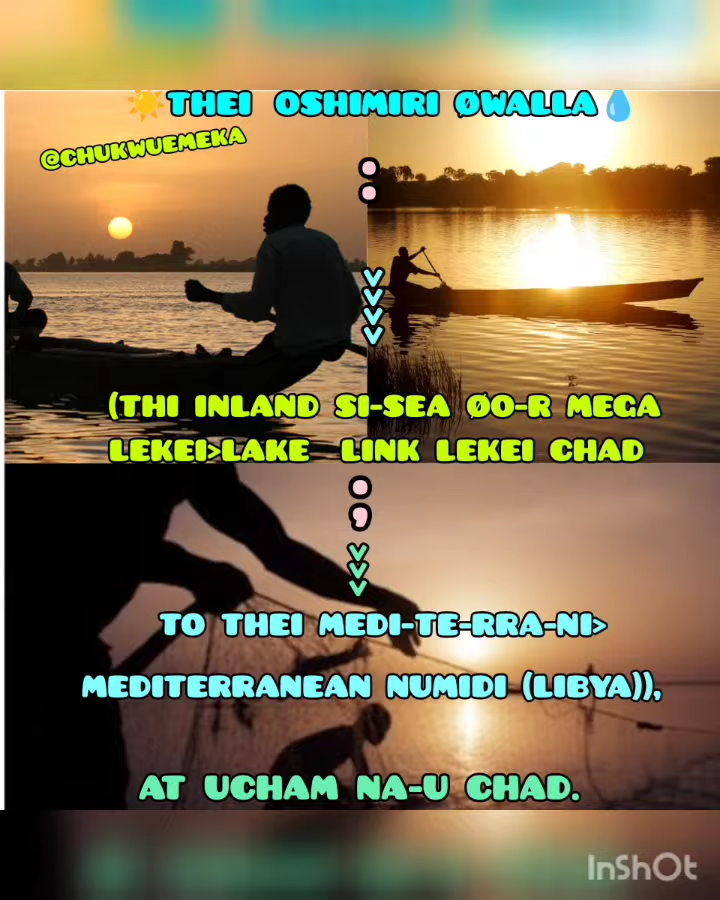 ☀️THEI OSHIMIRI ØWALLA💧
@CHUKWUEMEKA
:
>>>>
(THI INLAND SI-SEA ØO-R MEGA
LEKEI>LAKE LINK LEKEI CHAD
;
>>>
TO THEI MEDI-TE-RRA-NI>
MEDITERRANEAN NUMIDI (LIBYA)),
AT UCHAM NA-U CHAD.
InShOt